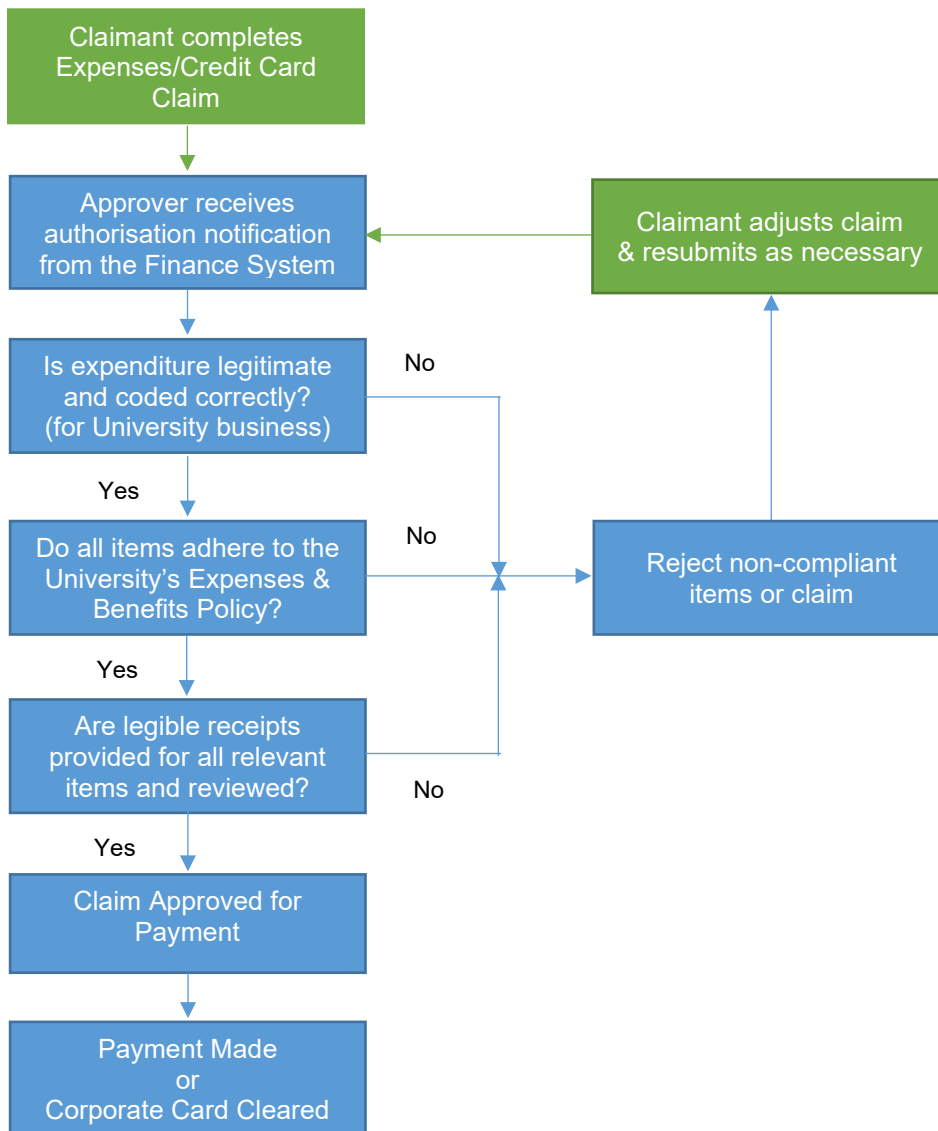 Claimant completes
Expenses/Credit Card
Claim
Approver receives
authorisation notification
from the Finance System
Claimant adjusts claim
& resubmits as necessary
Is expenditure legitimate
and coded correctly?
(for University business)
No
Yes
Do all items adhere to the
University’s Expenses &
Benefits Policy?
No
Reject non-compliant
items or claim
Yes
Are legible receipts
provided for all relevant
items and reviewed?
No
Yes
Claim Approved for
Payment
Payment Made
or
Corporate Card Cleared